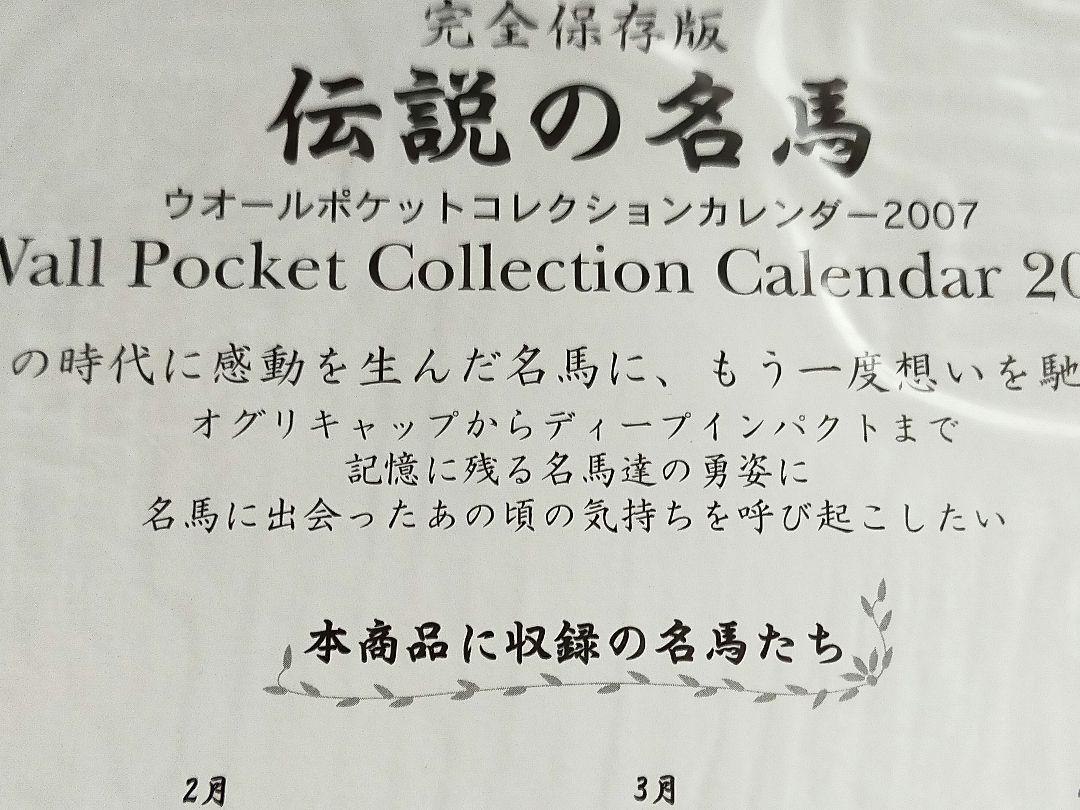 完全保存版
伝説の名馬
ウオールポケットコレクションカレンダー2007
Wall Pocket Collection Calendar 20
の時代に感動を生んだ名馬に、もう一度想いを馳
オグリキャップからディープインパクトまで
記憶に残る名馬達の勇姿に
名馬に出会ったあの頃の気持ちを呼び起こしたい
本商品に収録の名馬たち
2月 3月